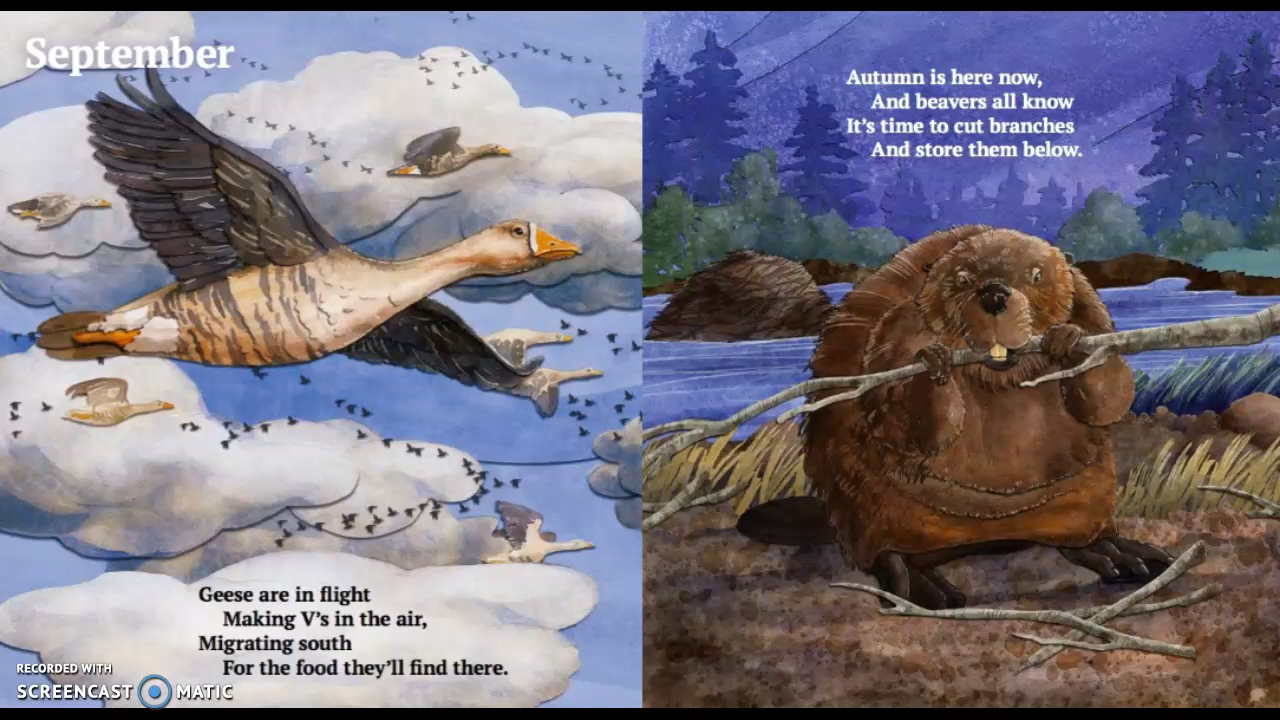 September
Geese are in flight
Making V's in the air,
Migrating south
For the food they'll find there.
RECORDED WITH
SCREENCAST MATIC
Autumn is here now,
And beavers all know
It's time to cut branches
And store them below.